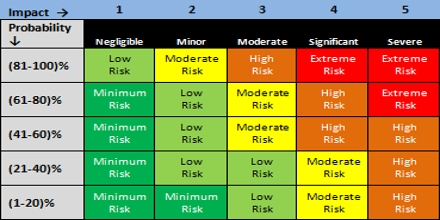 Impact → 1 2 3 4 5
Probability ↓ Negligible Minor Moderate Significant Severe
(81-100)% Low Risk Moderate Risk High Risk Extreme Risk Extreme Risk
(61-80)% Minimum Risk Low Risk Moderate Risk High Risk Extreme Risk
(41-60)% Minimum Risk Low Risk Moderate Risk High Risk High Risk
(21-40)% Minimum Risk Low Risk Low Risk Moderate Risk High Risk
(1-20)% Minimum Risk Minimum Risk Low Risk Moderate Risk High Risk